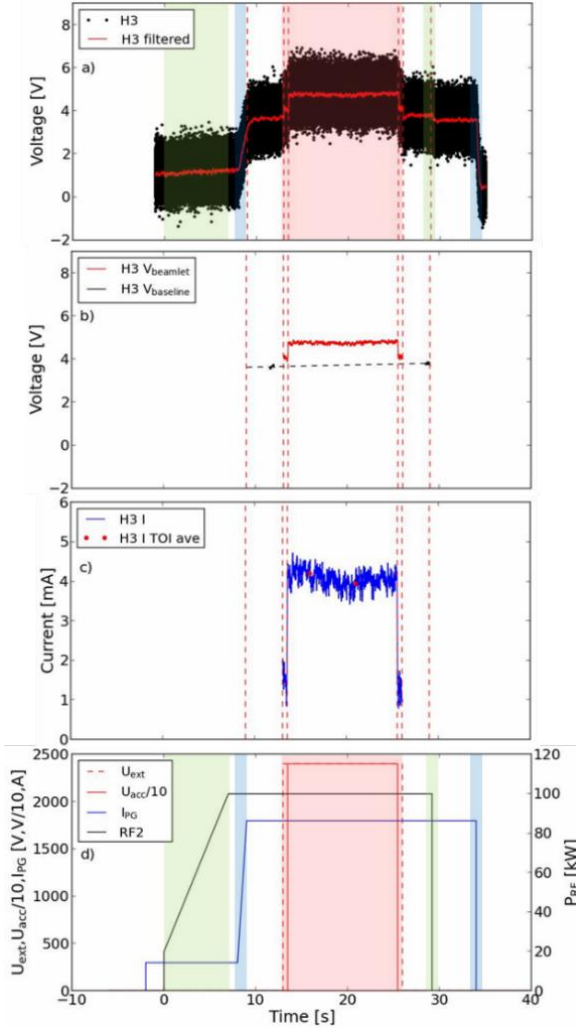 H3
H3 filtered
a)
Voltage [V]
8
6
4
2
0
−2
H3 V_beamlet
H3 V_baseline
b)
Voltage [V]
8
6
4
2
0
−2
H3 I
H3 I TOI ave
c)
Current [mA]
6
5
4
3
2
1
0
U_ext
U_acc/10
I_PG
RF2
d)
U_ext,U_acc/10,I_PG [V,V/10,A]
2500
2000
1500
1000
500
0
120
100
80
60
40
20
0
P_RF [kW]
−10 0 10 20 30 40
Time [s]